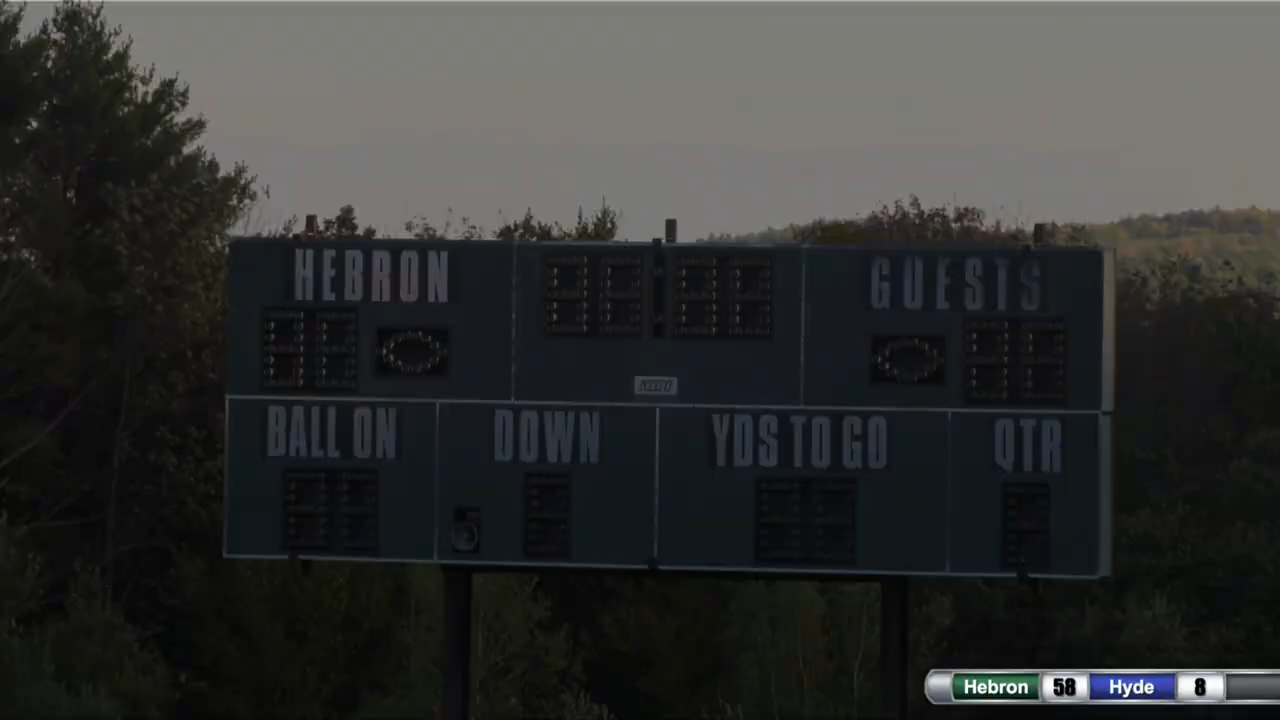 HEBRON
GUESTS
BALL ON
DOWN
YDS TO GO
QTR
Hebron 58 Hyde 8